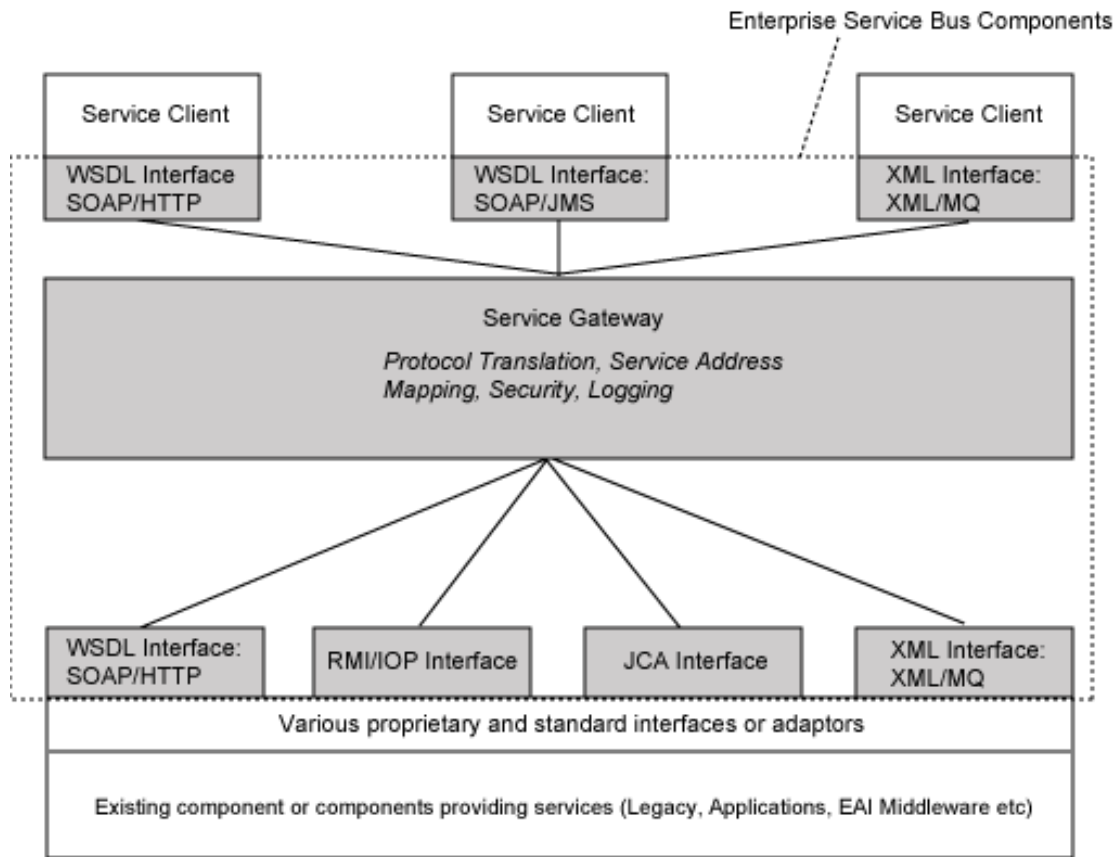 Enterprise Service Bus Components
Service Client
Service Client
Service Client
WSDL Interface
SOAP/HTTP
WSDL Interface:
SOAP/JMS
XML Interface:
XML/MQ
Service Gateway
Protocol Translation, Service Address
Mapping, Security, Logging
WSDL Interface:
SOAP/HTTP
RMI/IOP Interface
JCA Interface
XML Interface:
XML/MQ
Various proprietary and standard interfaces or adaptors
Existing component or components providing services (Legacy, Applications, EAI Middleware etc)